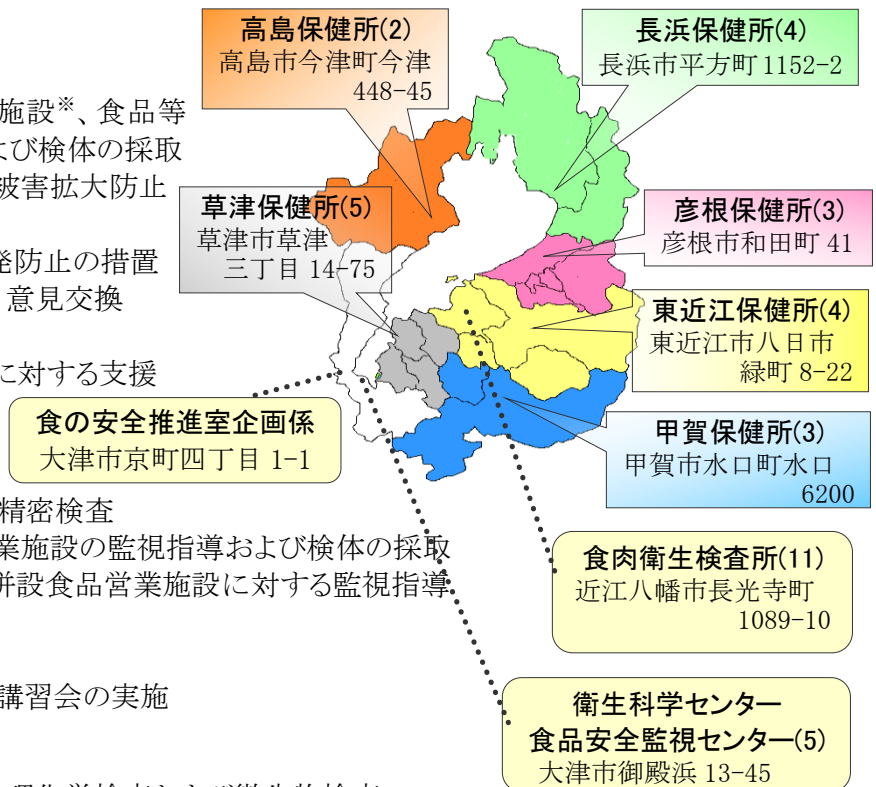 高島保健所(2)
高島市今津町今津
448-45
長浜保健所(4)
長浜市平方町1152-2
施設※、食品等
および検体の採取
被害拡大防止
草津保健所(5)
草津市草津
三丁目 14-75
彦根保健所(3)
彦根市和田町 41
発防止の措置
意見交換
東近江保健所(4)
東近江市八日市
緑町 8-22
に対する支援
食の安全推進室企画係
大津市京町四丁目 1-1
甲賀保健所(3)
甲賀市水口町水口
6200
精密検査
業施設の監視指導および検体の採取
併設食品営業施設に対する監視指導
食肉衛生検査所(11)
近江八幡市長光寺町
1089-10
講習会の実施
衛生科学センター
食品安全監視センター(5)
大津市御殿浜 13-45